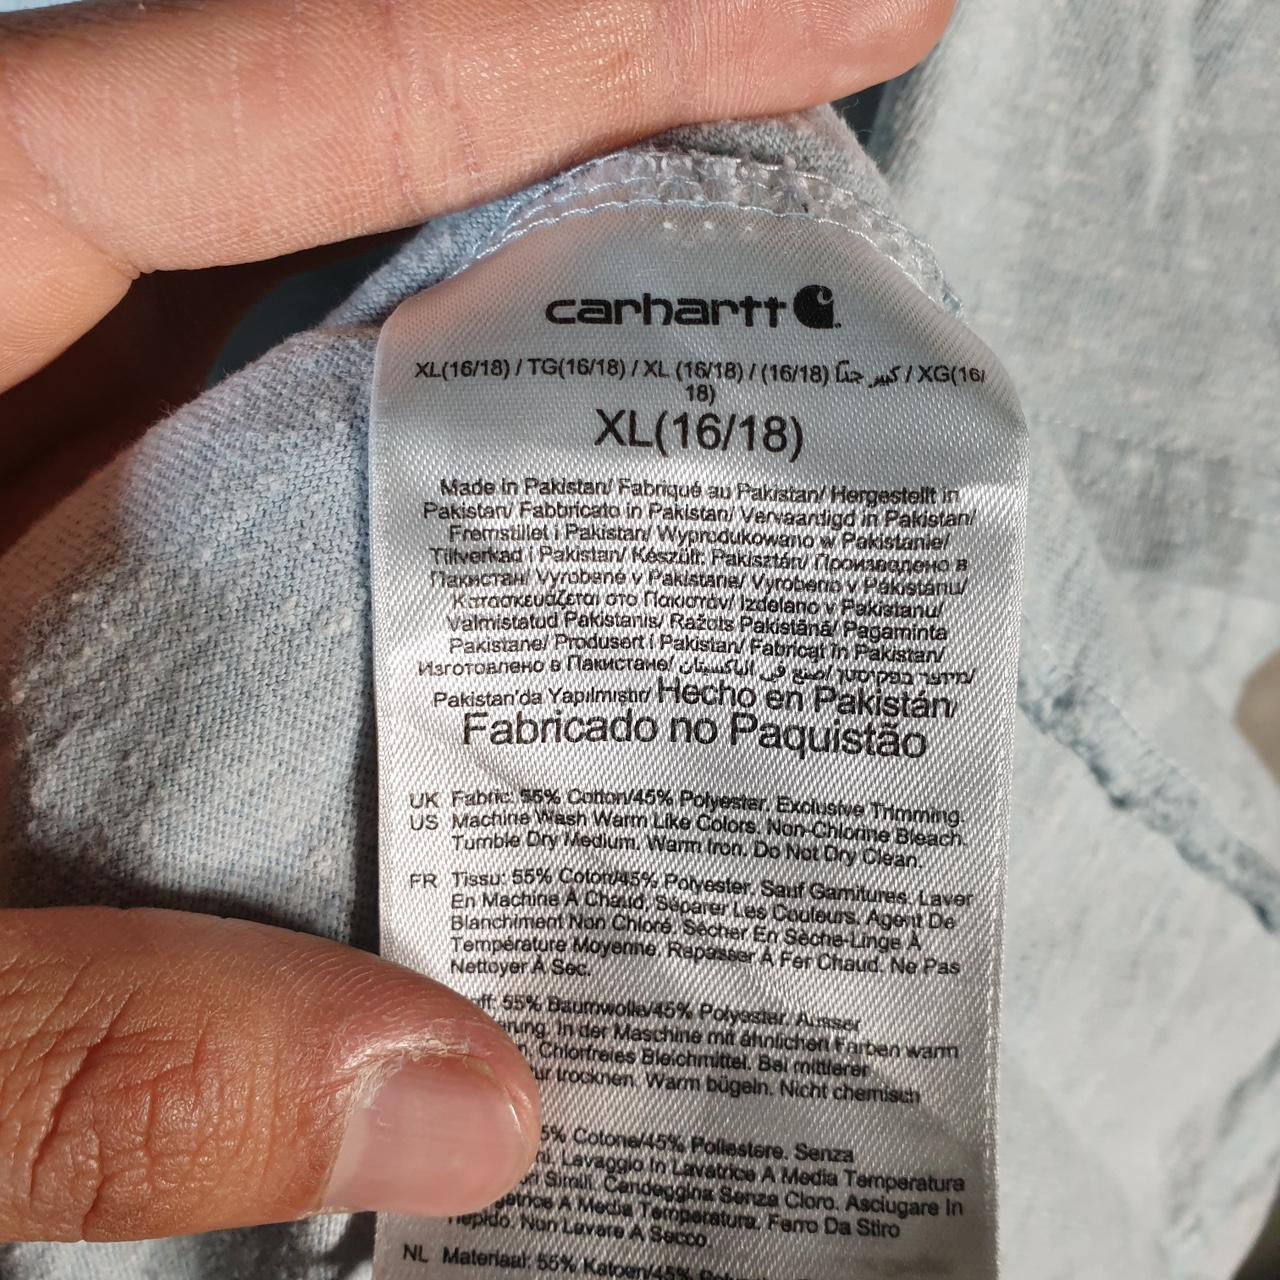 carhartt
XL(16/18) / TG(16/18) / XL (16/18) / (16/18) كبير جدًا / XG(16/
18)
XL(16/18)
Made in Pakistan/ Fabriqué au Pakistan/ Hergestellt in
Pakistan/ Fabbricato in Pakistan/ Vervaardigd in Pakistan/
Fremstillet i Pakistan/ Wyprodukowano w Pakistanie/
Tillverkad i Pakistan/ Készült: Pakisztán/ Произведено в
Пакистан/ Vyrobene v Pakistane/ Vyrobeno v Pákistánu/
Κατασκευάζεται στο Πακιστάν/ Izdelano v Pakistanu/
Valmistatud Pakistanis/ Ražots Pakistānā/ Pagaminta
Pakistane/ Produsert i Pakistan/ Fabricat în Pakistan/
Изготовлено в Пакистане/ صنع في الباكستان/ מיוצר בפקיסטן/
Pakistan'da Yapılmıştır/ Hecho en Pakistán/
Fabricado no Paquistão
UK Fabric: 55% Cotton/45% Polyester. Exclusive Trimming.
US Machine Wash Warm Like Colors. Non-Chlorine Bleach.
Tumble Dry Medium. Warm Iron. Do Not Dry Clean.
FR Tissu: 55% Coton/45% Polyester. Sauf Garnitures. Laver
En Machine À Chaud, Séparer Les Couleurs. Agent De
Blanchiment Non Chloré. Sécher En Sèche-Linge À
Température Moyenne. Repasser À Fer Chaud. Ne Pas
Nettoyer À Sec.
55% Baumwolle/45% Polyester. Ausser
In der Maschine mit ähnlichen Farben warm
Chlorfreies Bleichmittel. Bei mittlerer
trocknen. Warm bügeln. Nicht chemisch
Cotone/45% Poliestere. Senza
Lavaggio In Lavatrice A Media Temperatura
Simili. Candeggina Senza Cloro. Asciugare In
A Media Temperatura. Ferro Da Stiro
Non Lavare A Secco.
NL Materiaal: 55% Katoen/45%